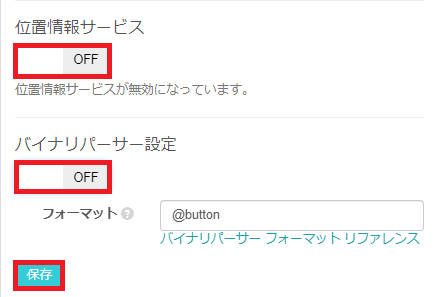 位置情報サービス
OFF
位置情報サービスが無効になっています。
バイナリパーサー設定
OFF
フォーマット ?
@button
バイナリパーサー フォーマット リファレンス
保存